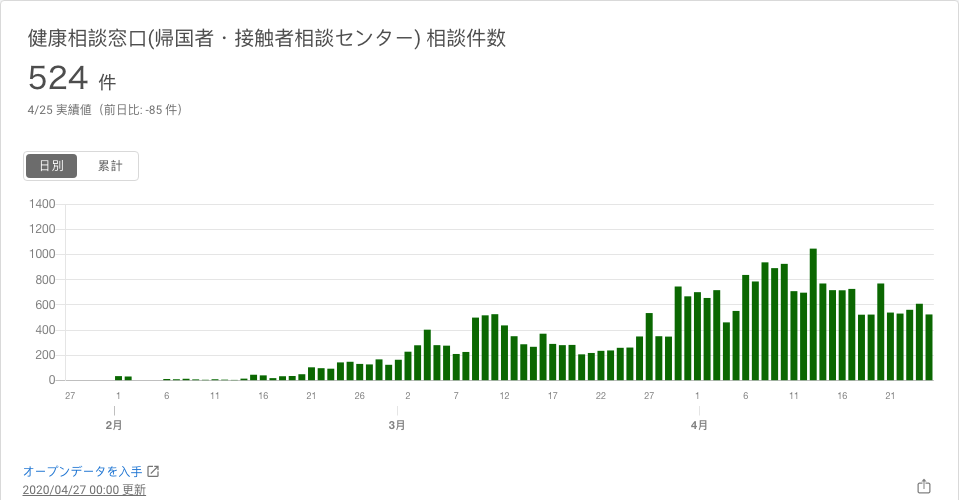 健康相談窓口(帰国者・接触者相談センター) 相談件数
524 件
4/25 実績値（前日比: -85 件）
日別 累計
1400
1200
1000
800
600
400
200
0
27 1 6 11 16 21 26 2 7 12 17 22 27 1 6 11 16 21
2月 3月 4月
オープンデータを入手
2020/04/27 00:00 更新